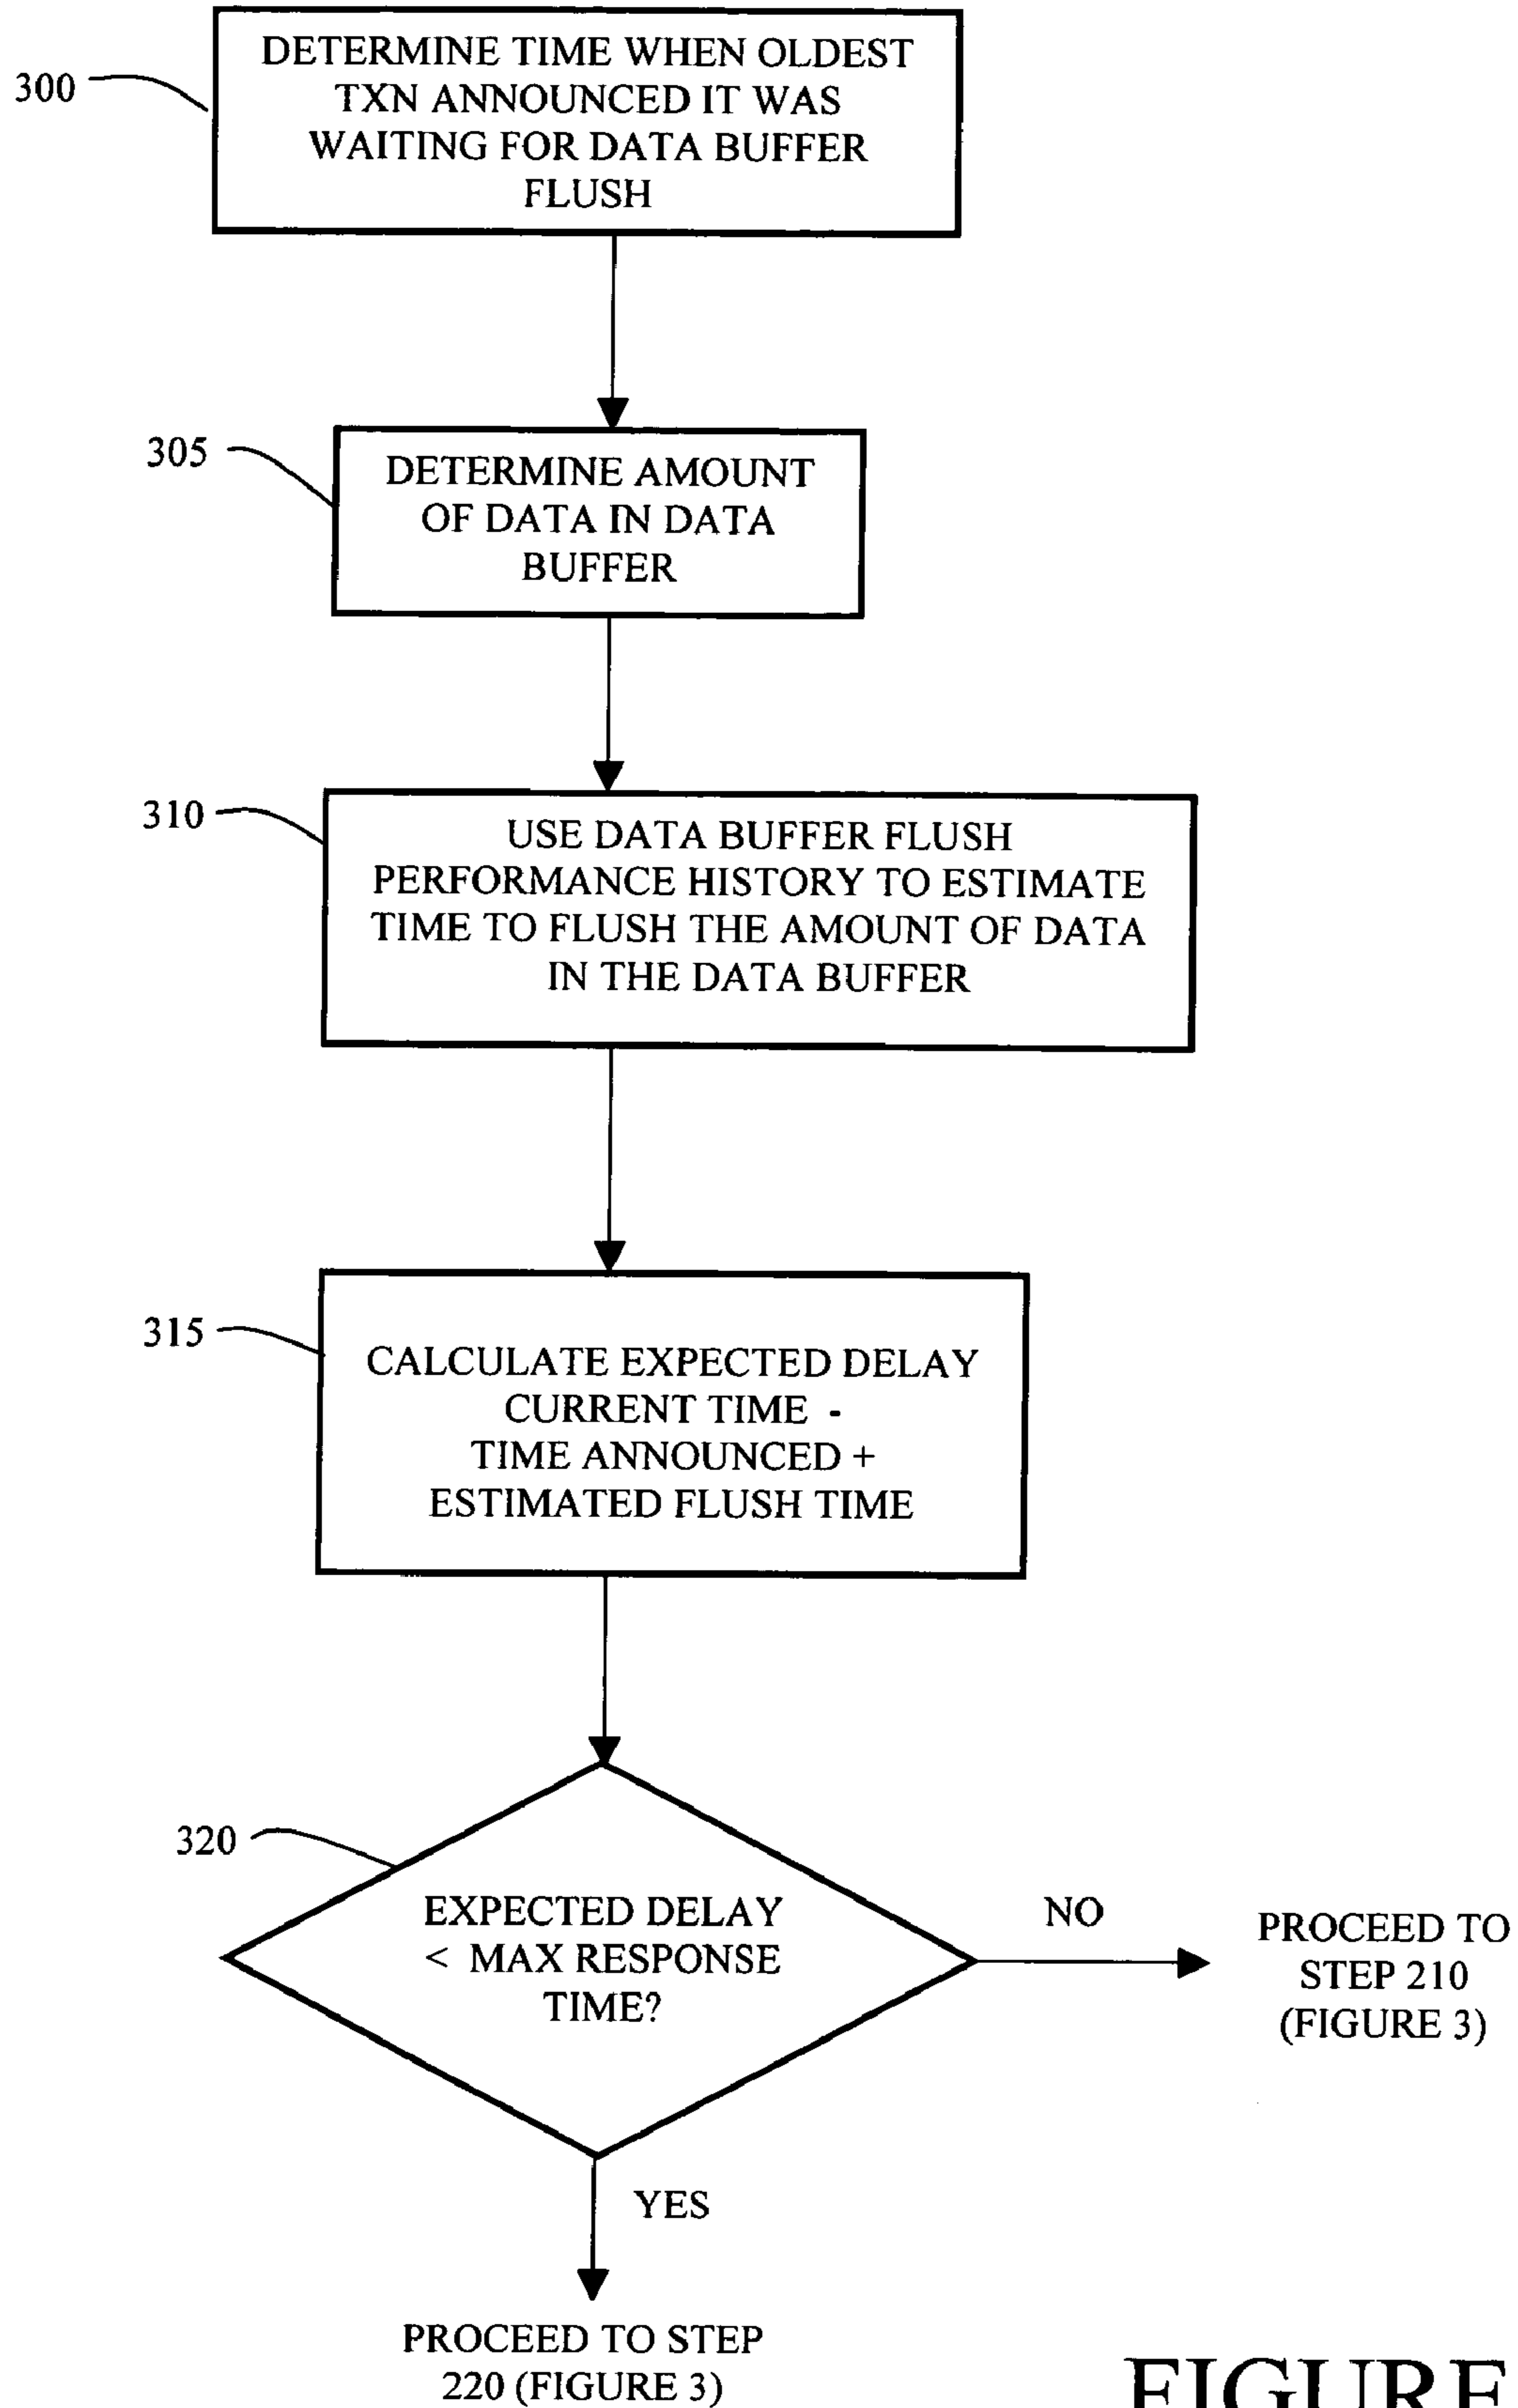 300
DETERMINE TIME WHEN OLDEST
TXN ANNOUNCED IT WAS
WAITING FOR DATA BUFFER
FLUSH
305
DETERMINE AMOUNT
OF DATA IN DATA
BUFFER
310
USE DATA BUFFER FLUSH
PERFORMANCE HISTORY TO ESTIMATE
TIME TO FLUSH THE AMOUNT OF DATA
IN THE DATA BUFFER
315
CALCULATE EXPECTED DELAY
CURRENT TIME -
TIME ANNOUNCED +
ESTIMATED FLUSH TIME
320
EXPECTED DELAY
< MAX RESPONSE
TIME?
NO
PROCEED TO
STEP 210
(FIGURE 3)
YES
PROCEED TO STEP
220 (FIGURE 3)
FIGURE